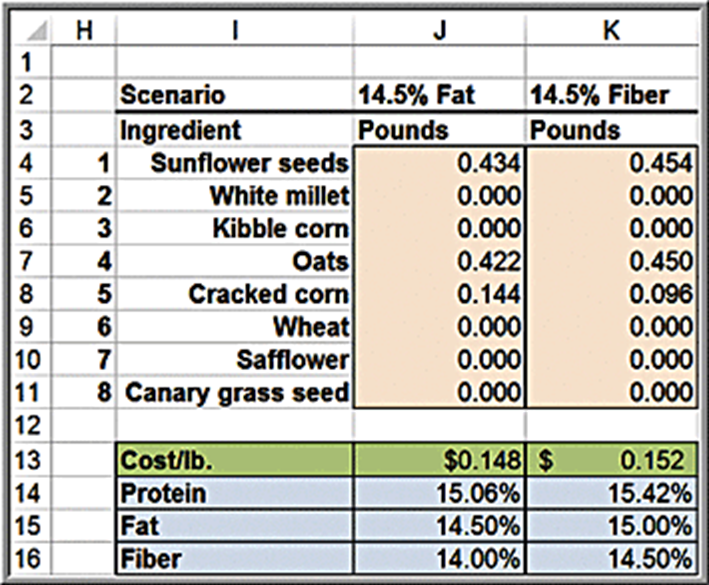 H I J K
1
2 Scenario 14.5% Fat 14.5% Fiber
3 Ingredient Pounds Pounds
4 1 Sunflower seeds 0.434 0.454
5 2 White millet 0.000 0.000
6 3 Kibble corn 0.000 0.000
7 4 Oats 0.422 0.450
8 5 Cracked corn 0.144 0.096
9 6 Wheat 0.000 0.000
10 7 Safflower 0.000 0.000
11 8 Canary grass seed 0.000 0.000
12
13 Cost/lb. $0.148 $ 0.152
14 Protein 15.06% 15.42%
15 Fat 14.50% 15.00%
16 Fiber 14.00% 14.50%